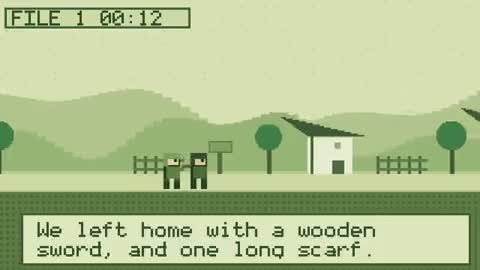 FILE 1 00:12
We left home with a wooden
sword, and one long scarf.